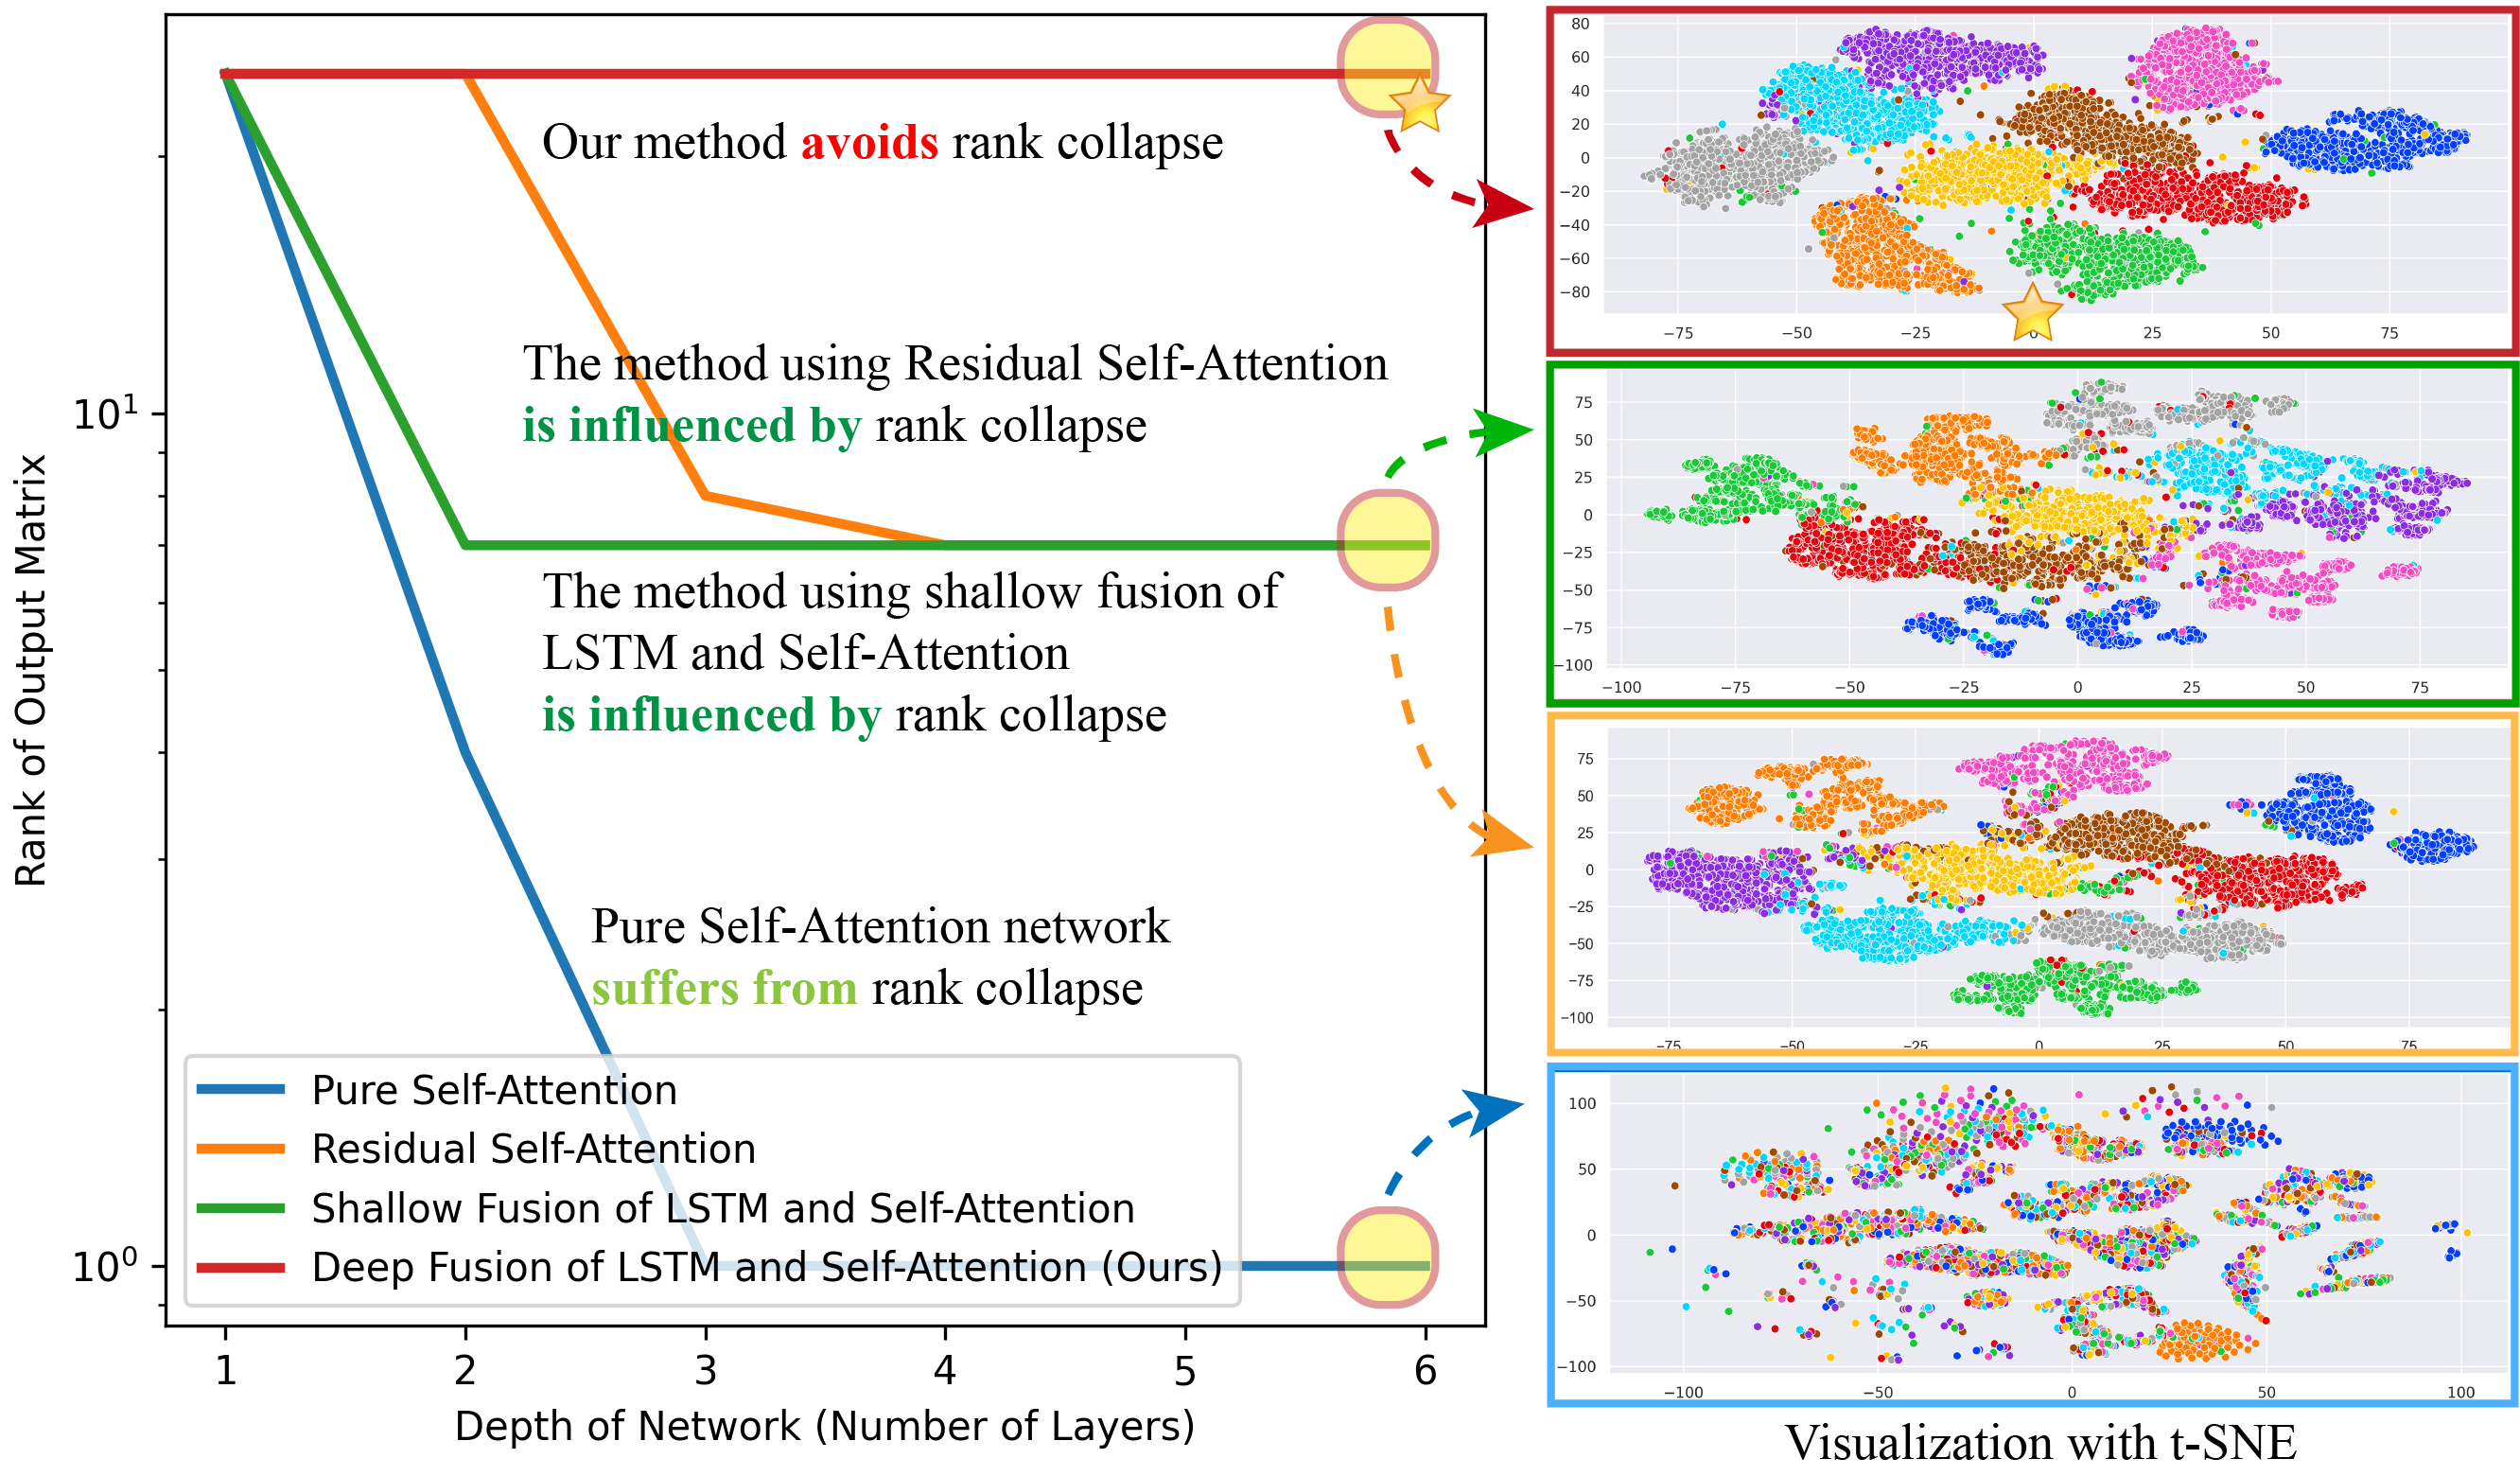 Rank of Output Matrix
10¹
10⁰
Our method avoids rank collapse
The method using Residual Self-Attention
is influenced by rank collapse
The method using shallow fusion of
LSTM and Self-Attention
is influenced by rank collapse
Pure Self-Attention network
suffers from rank collapse
Pure Self-Attention
Residual Self-Attention
Shallow Fusion of LSTM and Self-Attention
Deep Fusion of LSTM and Self-Attention (Ours)
1 2 3 4 5 6
Depth of Network (Number of Layers)
80
60
40
20
0
−20
−40
−60
−80
−75 −50 −25 0 25 50 75
75
50
25
0
−25
−50
−75
−100
−100 −75 −50 −25 0 25 50 75
75
50
25
0
−25
−50
−75
−100
−75 −50 −25 0 25 50 75
100
50
0
−50
−100
−100 −50 0 50 100
Visualization with t-SNE